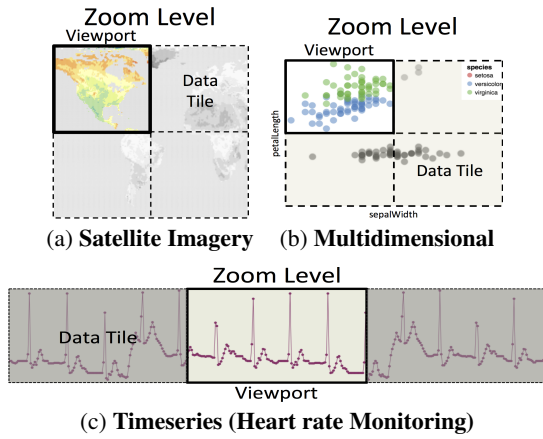 Zoom Level
Viewport
Data
Tile
(a) Satellite Imagery
Zoom Level
Viewport
species
setosa
versicolor
virginica
petalLength
Data Tile
sepalWidth
(b) Multidimensional
Zoom Level
Data Tile
Viewport
(c) Timeseries (Heart rate Monitoring)